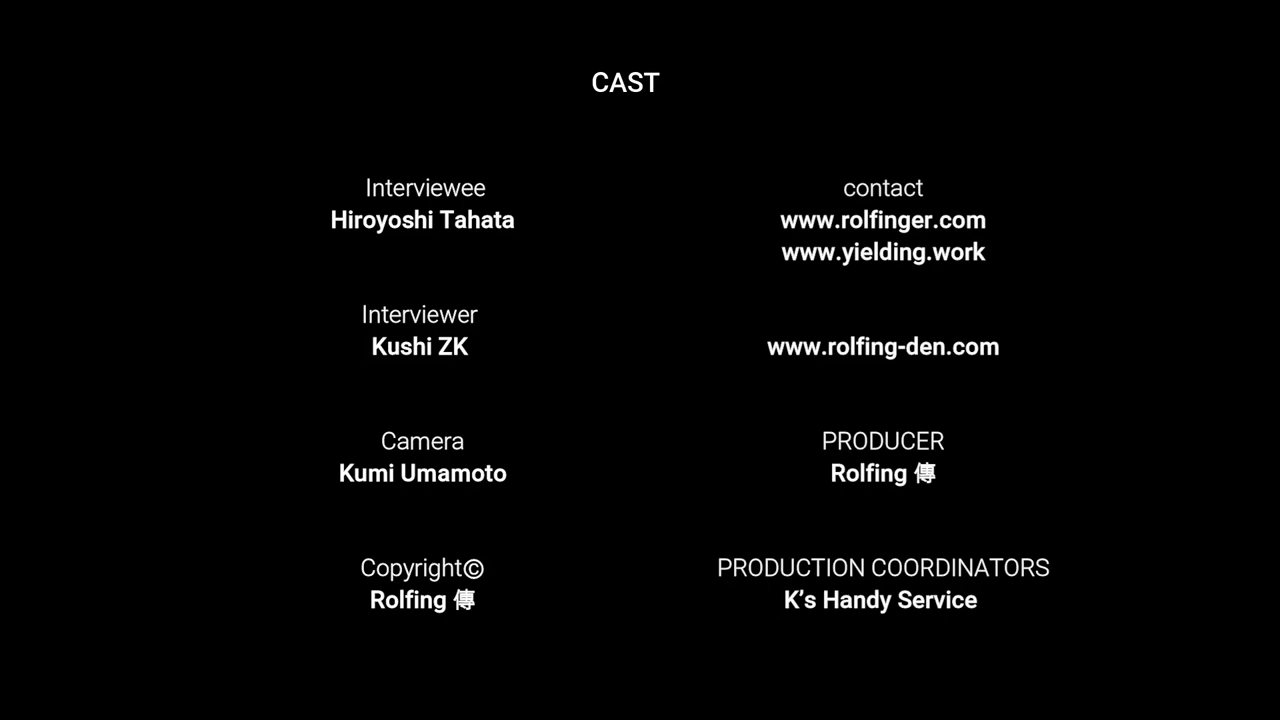 CAST
Interviewee
Hiroyoshi Tahata
contact
www.rolfinger.com
www.yielding.work
Interviewer
Kushi ZK
www.rolfing-den.com
Camera
Kumi Umamoto
PRODUCER
Rolfing 傳
Copyright©
Rolfing 傳
PRODUCTION COORDINATORS
K’s Handy Service